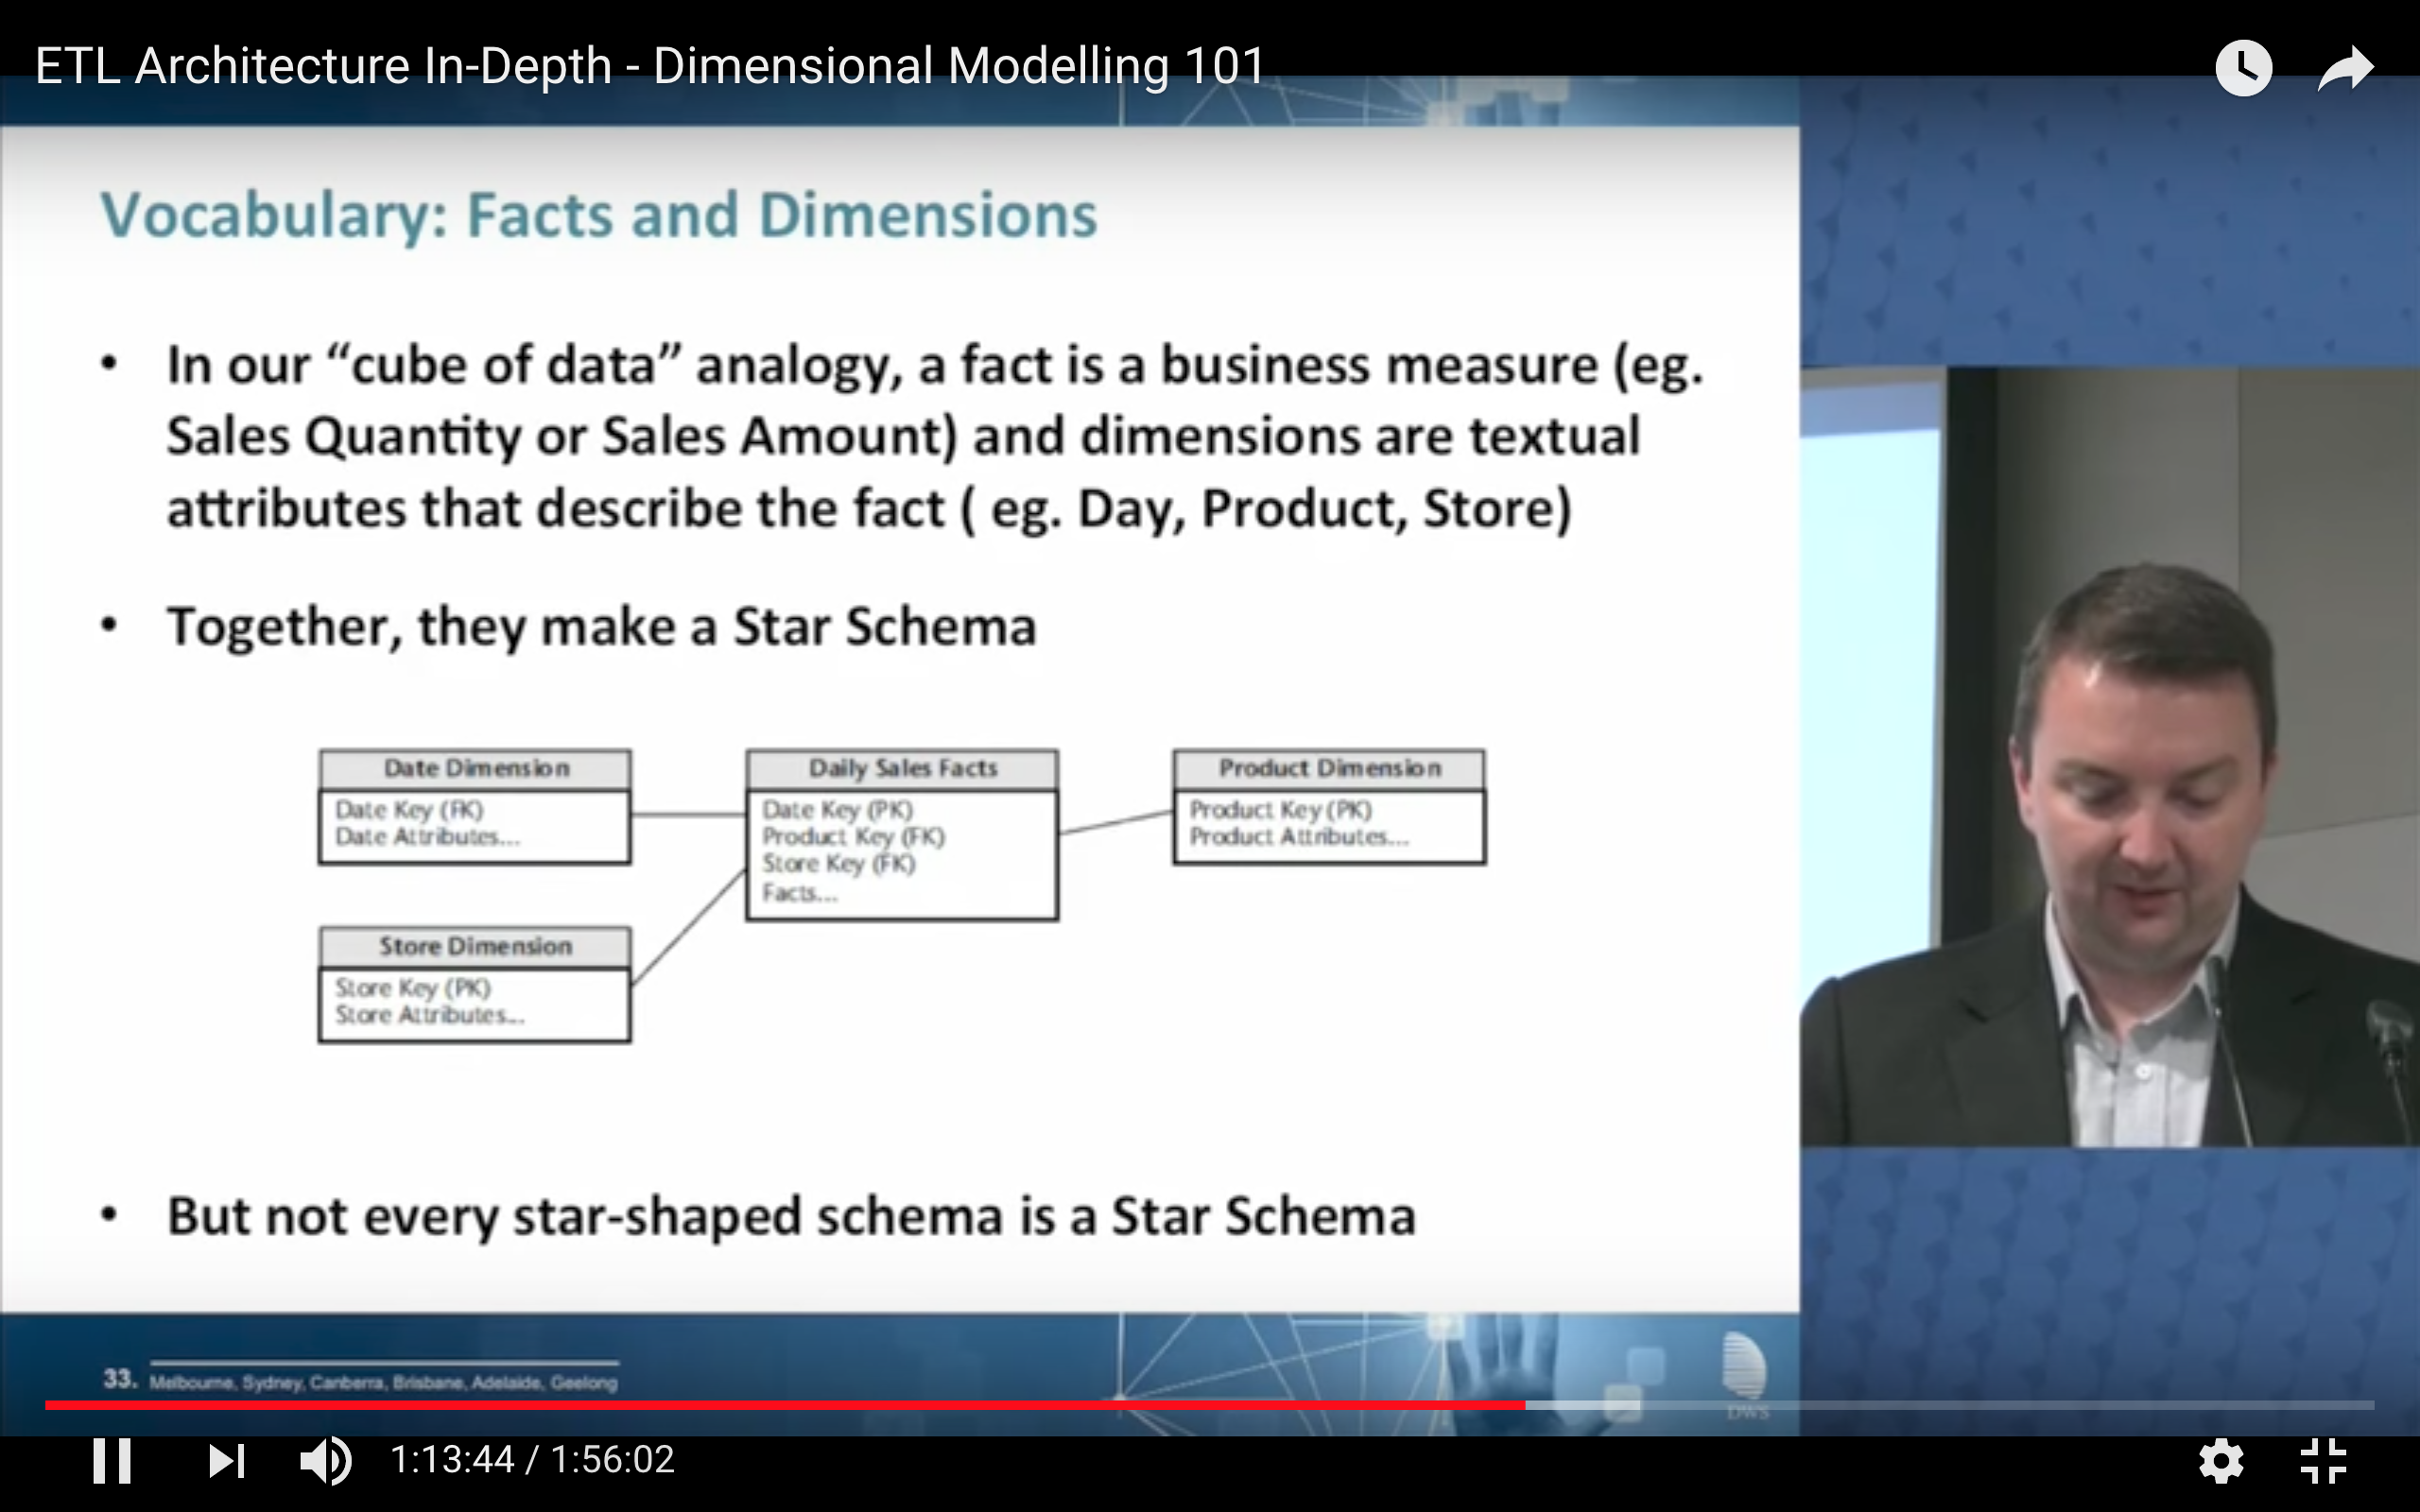 ETL Architecture In-Depth - Dimensional Modelling 101
Vocabulary: Facts and Dimensions
• In our “cube of data” analogy, a fact is a business measure (eg.
Sales Quantity or Sales Amount) and dimensions are textual
attributes that describe the fact ( eg. Day, Product, Store)
• Together, they make a Star Schema
Date Dimension
Date Key (FK)
Date Attributes...
Daily Sales Facts
Date Key (PK)
Product Key (FK)
Store Key (FK)
Facts...
Product Dimension
Product Key (PK)
Product Attributes...
Store Dimension
Store Key (PK)
Store Attributes...
• But not every star-shaped schema is a Star Schema
33. Melbourne, Sydney, Canberra, Brisbane, Adelaide, Geelong
DWS
1:13:44 / 1:56:02